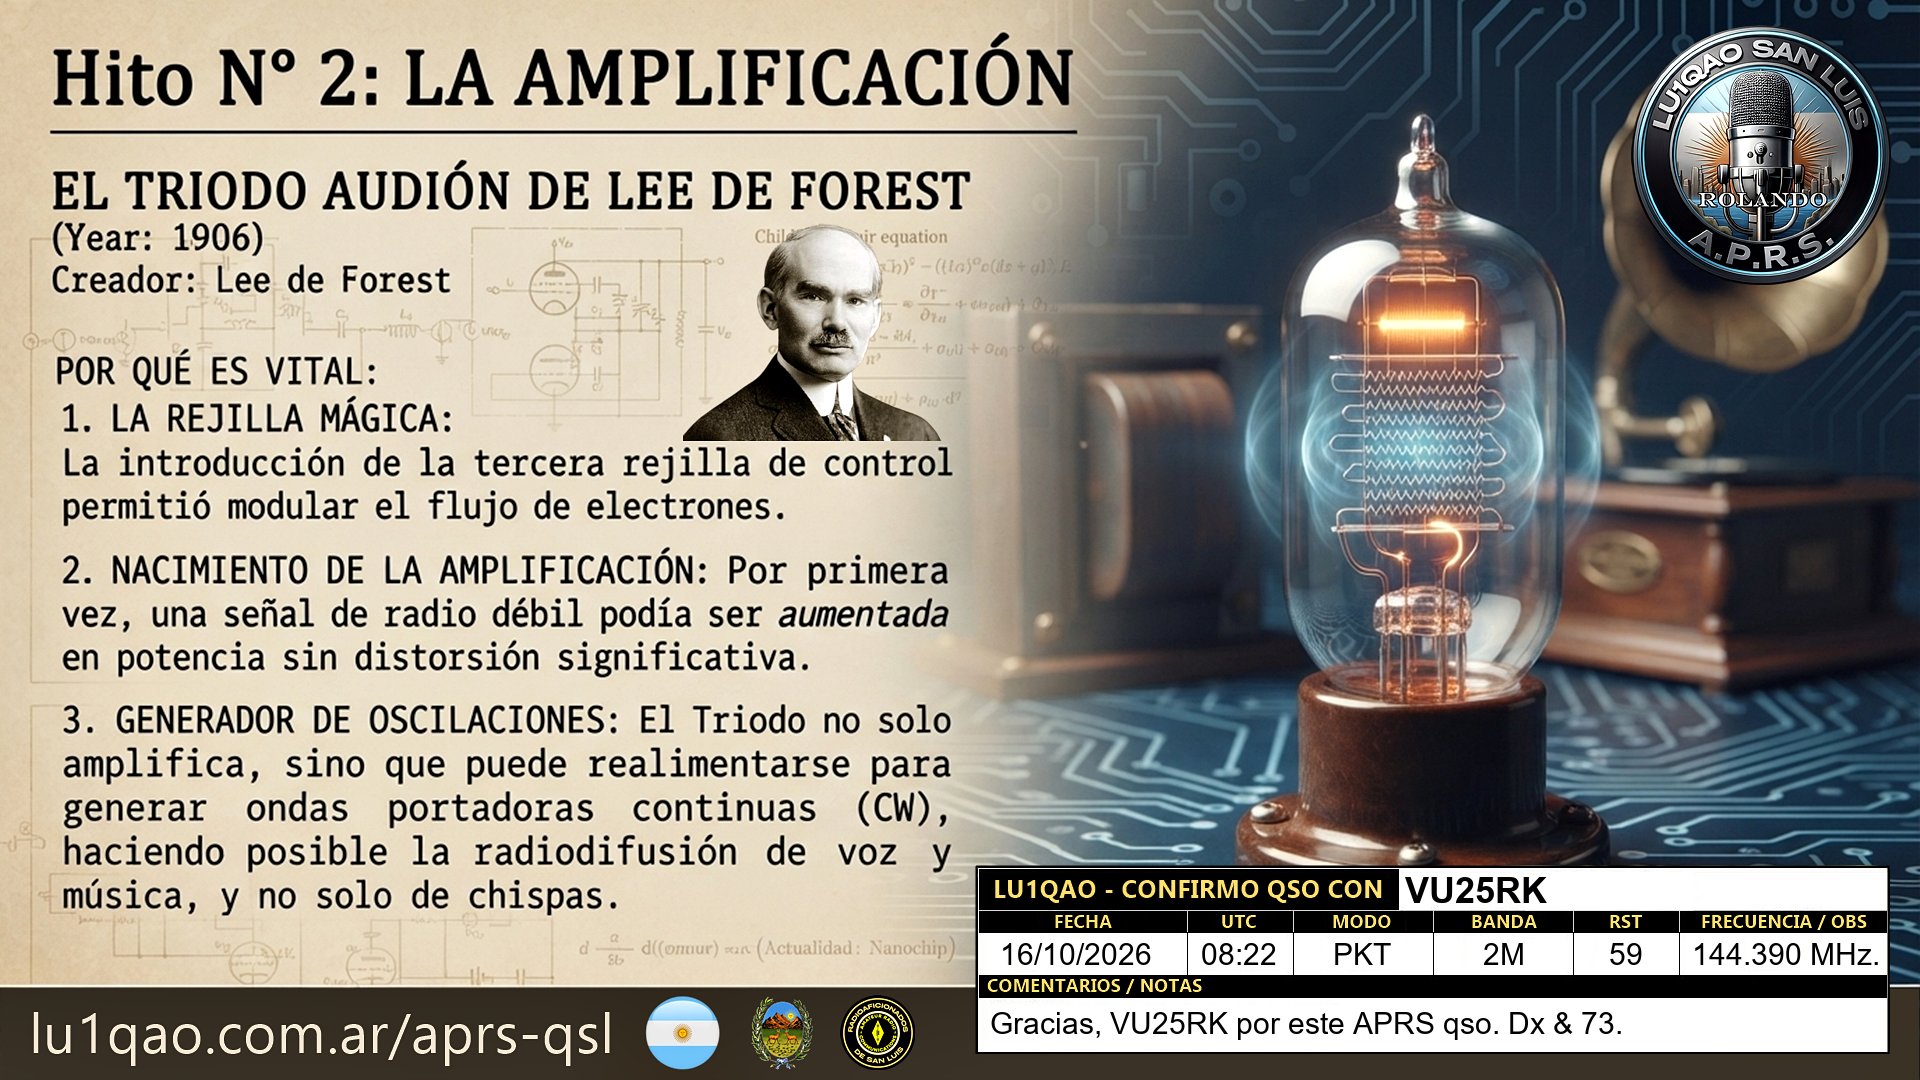 Hito N° 2: LA AMPLIFICACIÓN
EL TRIODO AUDIÓN DE LEE DE FOREST
(Year: 1906)
Creador: Lee de Forest
POR QUÉ ES VITAL:
1. LA REJILLA MÁGICA:
La introducción de la tercera rejilla de control
permitió modular el flujo de electrones.
2. NACIMIENTO DE LA AMPLIFICACIÓN: Por primera
vez, una señal de radio débil podía ser aumentada
en potencia sin distorsión significativa.
3. GENERADOR DE OSCILACIONES: El Triodo no solo
amplifica, sino que puede realimentarse para
generar ondas portadoras continuas (CW),
haciendo posible la radiodifusión de voz y
música, y no solo de chispas.
(Actualidad: Nanochip)
LU1QAO SAN LUIS
ROLANDO
A.P.R.S.
lu1qao.com.ar/aprs-qsl
RADIOAFICIONADOS
DE SAN LUIS
LU1QAO - CONFIRMO QSO CON VU25RK
FECHA UTC MODO BANDA RST FRECUENCIA / OBS
16/10/2026 08:22 PKT 2M 59 144.390 MHz.
COMENTARIOS / NOTAS
Gracias, VU25RK por este APRS qso. Dx & 73.